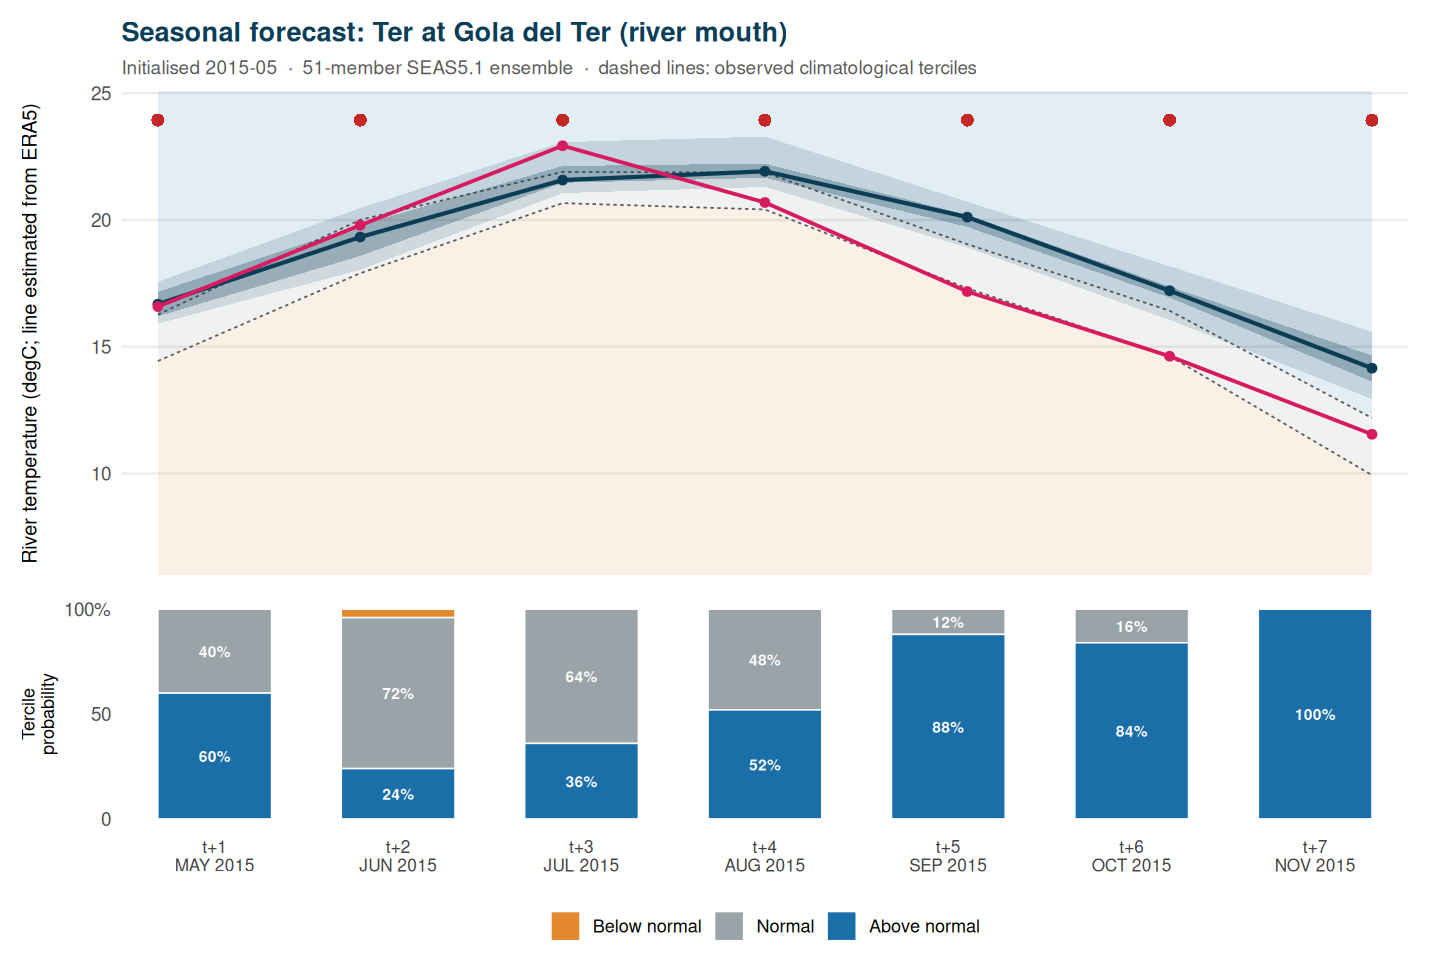 Seasonal forecast: Ter at Gola del Ter (river mouth)
Initialised 2015-05 · 51-member SEAS5.1 ensemble · dashed lines: observed climatological terciles
River temperature (degC; line estimated from ERA5)
25
20
15
10
Tercile
probability
100%
50
0
40%
60%
72%
24%
64%
36%
48%
52%
12%
88%
16%
84%
100%
t+1
MAY 2015
t+2
JUN 2015
t+3
JUL 2015
t+4
AUG 2015
t+5
SEP 2015
t+6
OCT 2015
t+7
NOV 2015
Below normal
Normal
Above normal